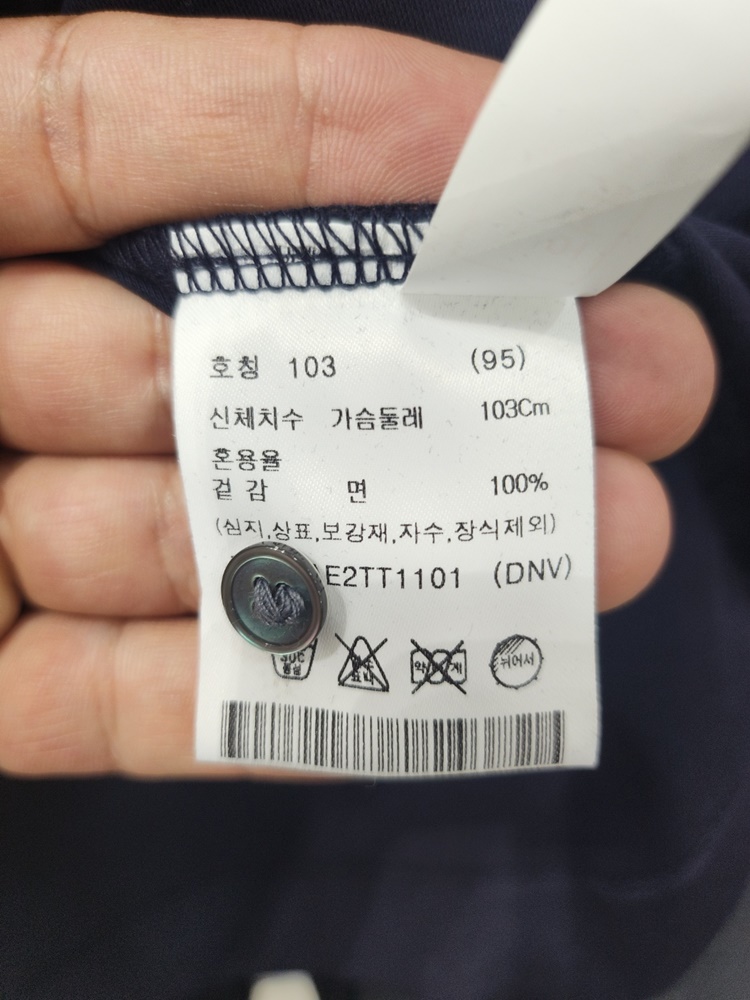 호칭 103 (95)
신체치수 가슴둘레 103Cm
혼용율
겉 감 면 100%
(심지,상표,보강재,자수,장식제외)
E2TT1101 (DNV)
뉘어서